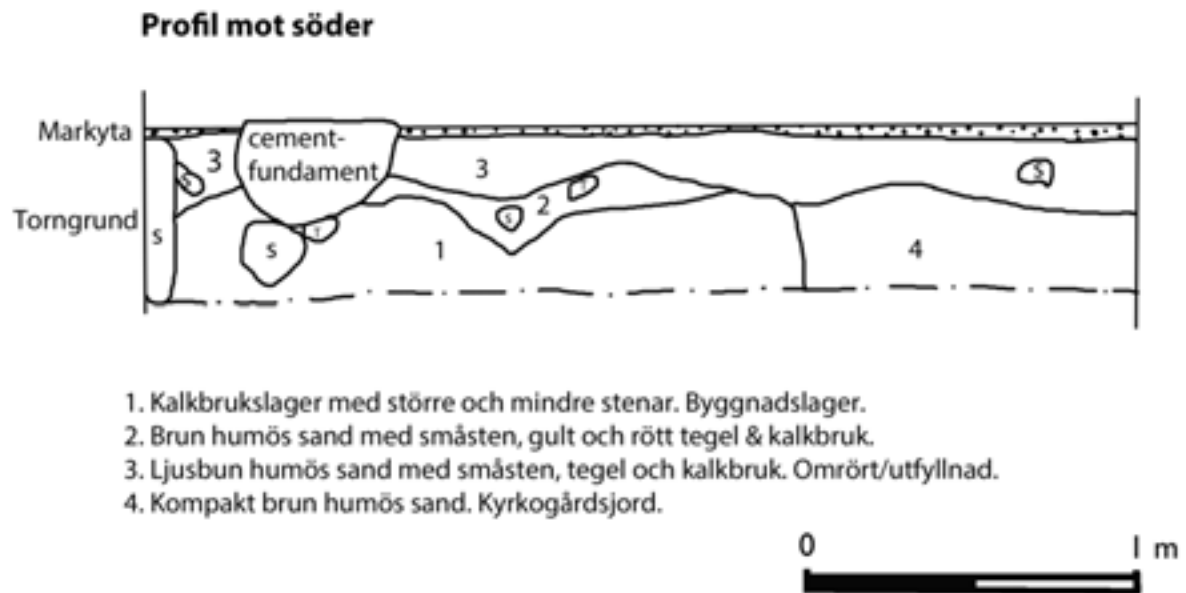 Profil mot söder
Markyta
cement-
fundament
3
3
S
S
Torngrund
T
2
S
S
S
T
1
4
1. Kalkbrukslager med större och mindre stenar. Byggnadslager.
2. Brun humös sand med småsten, gult och rött tegel & kalkbruk.
3. Ljusbun humös sand med småsten, tegel och kalkbruk. Omrört/utfyllnad.
4. Kompakt brun humös sand. Kyrkogårdsjord.
0 1 m